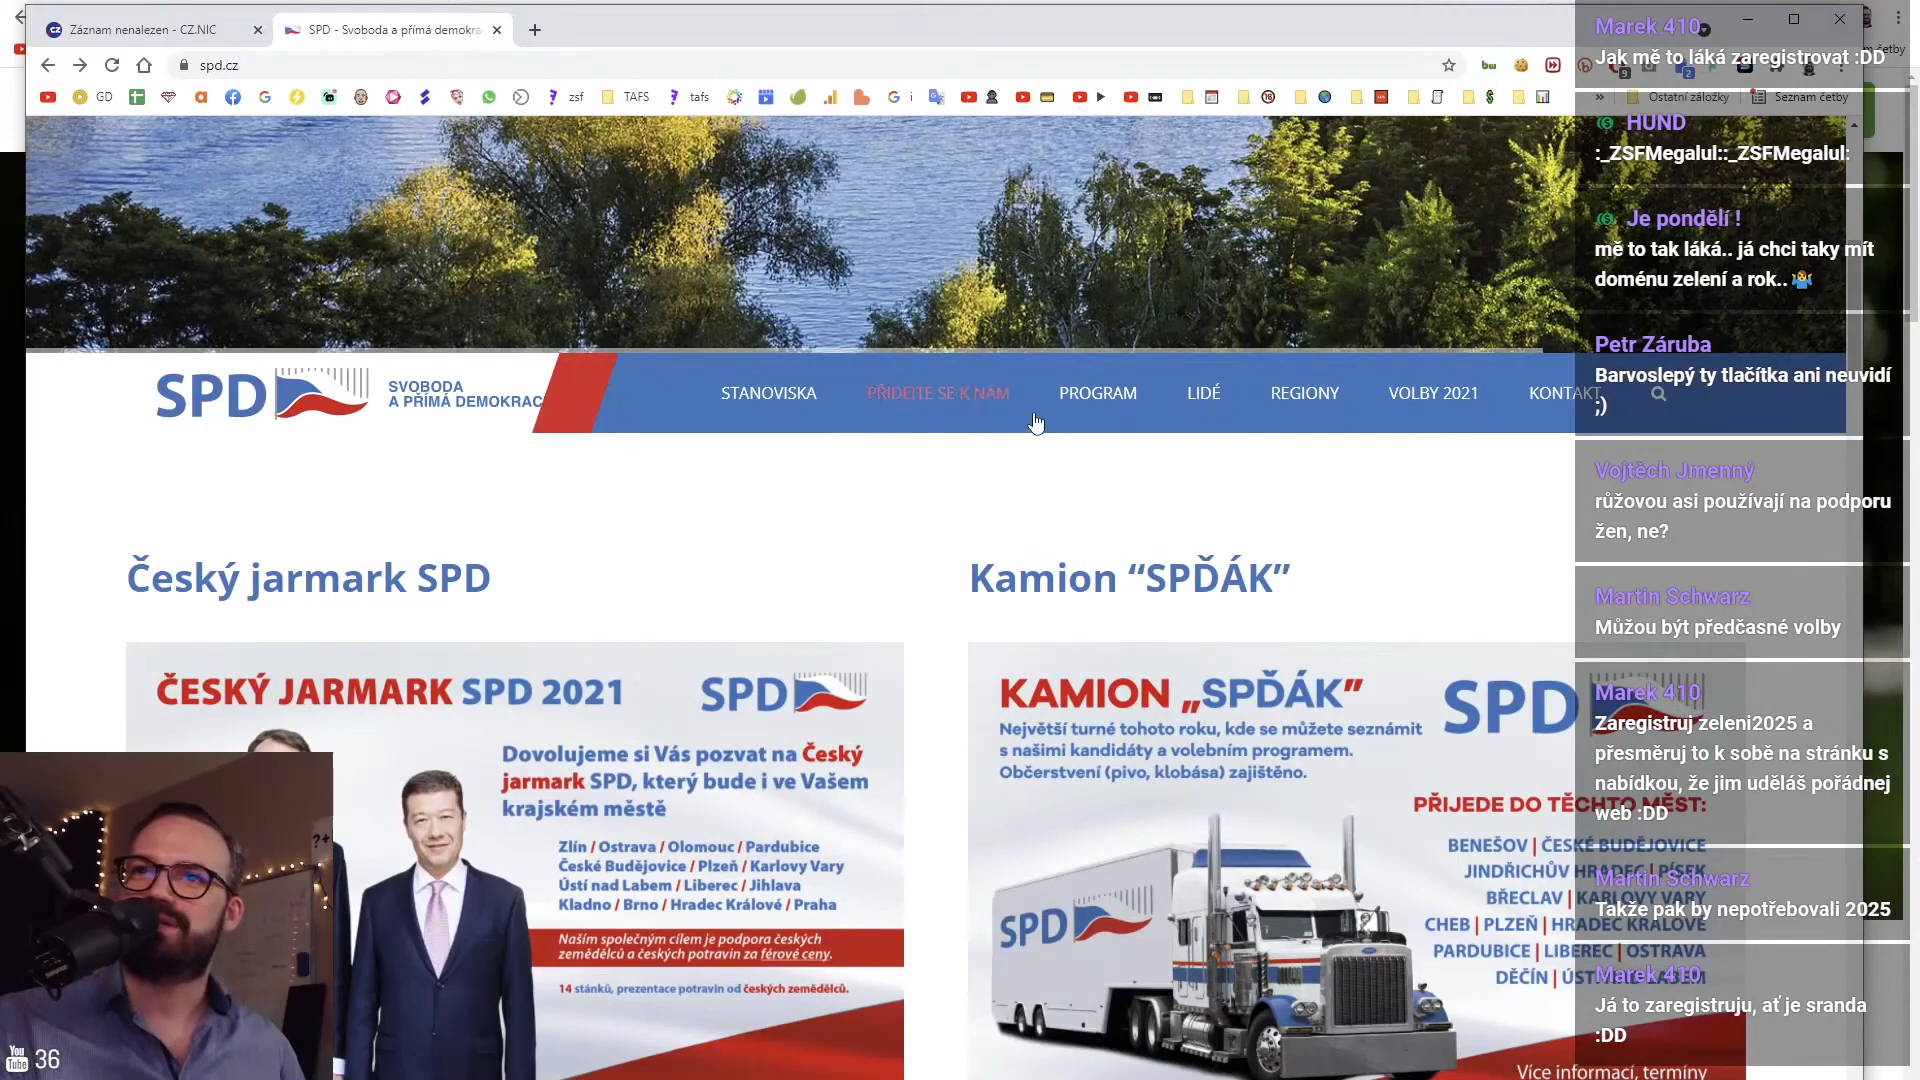 Záznam nenalezen - CZ.NIC
SPD - Svoboda a přímá demokra
spd.cz
GD
zsf
TAFS
tafs
Ostatní záložky
Seznam četby
SPD
SVOBODA
A PŘÍMÁ DEMOKRAC
STANOVISKA
PŘIDEJTE SE K NÁM
PROGRAM
LIDÉ
REGIONY
VOLBY 2021
KONTAKT
Český jarmark SPD
ČESKÝ JARMARK SPD 2021
SPD
Dovolujeme si Vás pozvat na Český
jarmark SPD, který bude i ve Vašem
krajském městě
Zlín / Ostrava / Olomouc / Pardubice
České Budějovice / Plzeň / Karlovy Vary
Ústí nad Labem / Liberec / Jihlava
Kladno / Brno / Hradec Králové / Praha
Naším společným cílem je podpora českých
zemědělců a českých potravin za férové ceny.
14 stánků, prezentace potravin od českých zemědělců.
Kamion “SPĎÁK”
KAMION „SPĎÁK”
SPD
Největší turné tohoto roku, kde se můžete seznámit
s našimi kandidáty a volebním programem.
Občerstvení (pivo, klobása) zajištěno.
PŘIJEDE DO TĚCHTO MĚST:
BENEŠOV | ČESKÉ BUDĚJOVICE
JINDŘICHŮV HRADEC | PÍSEK
BŘECLAV | KARLOVY VARY
CHEB | PLZEŇ | HRADEC KRÁLOVÉ
PARDUBICE | LIBEREC | OSTRAVA
DĚČÍN |
SPD
Více informací, termíny
Marek 410
Jak mě to láká zaregistrovat :DD
HUND
:_ZSFMegalul::_ZSFMegalul:
Je pondělí !
mě to tak láká.. já chci taky mít
doménu zelení a rok.. 🤷
Petr Záruba
Barvoslepý ty tlačítka ani neuvidí
;)
Vojtěch Jmenný
růžovou asi používají na podporu
žen, ne?
Martin Schwarz
Můžou být předčasné volby
Marek 410
Zaregistruj zeleni2025 a
přesměruj to k sobě na stránku s
nabídkou, že jim uděláš pořádnej
web :DD
Martin Schwarz
Takže pak by nepotřebovali 2025
Marek 410
Já to zaregistruju, ať je sranda
:DD
You
Tube 36